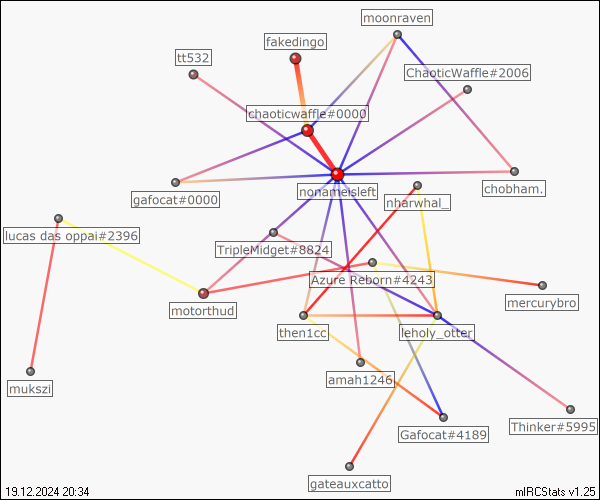 moonraven
fakedingo
tt532
ChaoticWaffle#2006
chaoticwaffle#0000
gafocat#0000
nonameisleft
chobham.
nharwhal_
lucas das oppai#2396
TripleMidget#8824
Azure Reborn#4243
motorthud
mercurybro
then1cc
leholy_otter
amah1246
mukszi
Gafocat#4189
Thinker#5995
gateauxcatto
19.12.2024 20:34
mIRCStats v1.25